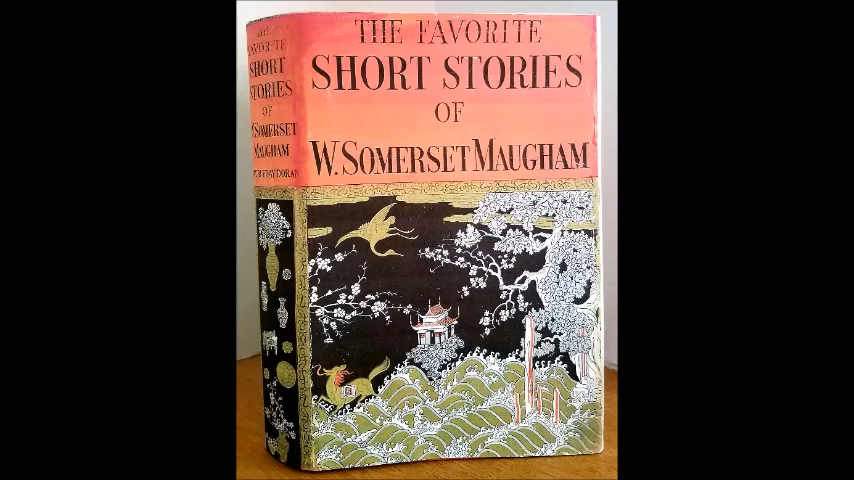 THE FAVORITE
SHORT STORIES
OF
W. SOMERSET MAUGHAM
THE
FAVORITE
SHORT
STORIES
OF
W. SOMERSET
MAUGHAM